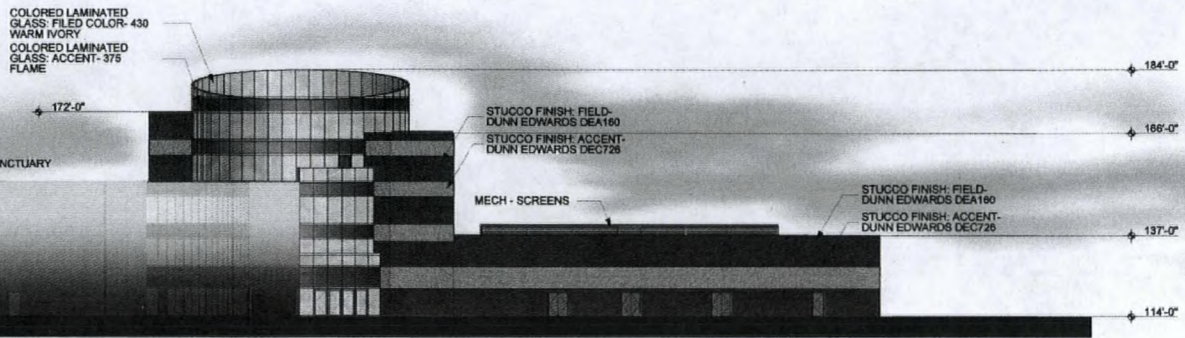 COLORED LAMINATED
GLASS: FILED COLOR- 430
WARM IVORY
COLORED LAMINATED
GLASS: ACCENT- 375
FLAME
172'-0"
184'-0"
STUCCO FINISH: FIELD-
DUNN EDWARDS DEA160
166'-0"
STUCCO FINISH: ACCENT-
DUNN EDWARDS DEC726
NCTUARY
MECH - SCREENS
STUCCO FINISH: FIELD-
DUNN EDWARDS DEA160
STUCCO FINISH: ACCENT-
DUNN EDWARDS DEC726
137'-0"
114'-0"